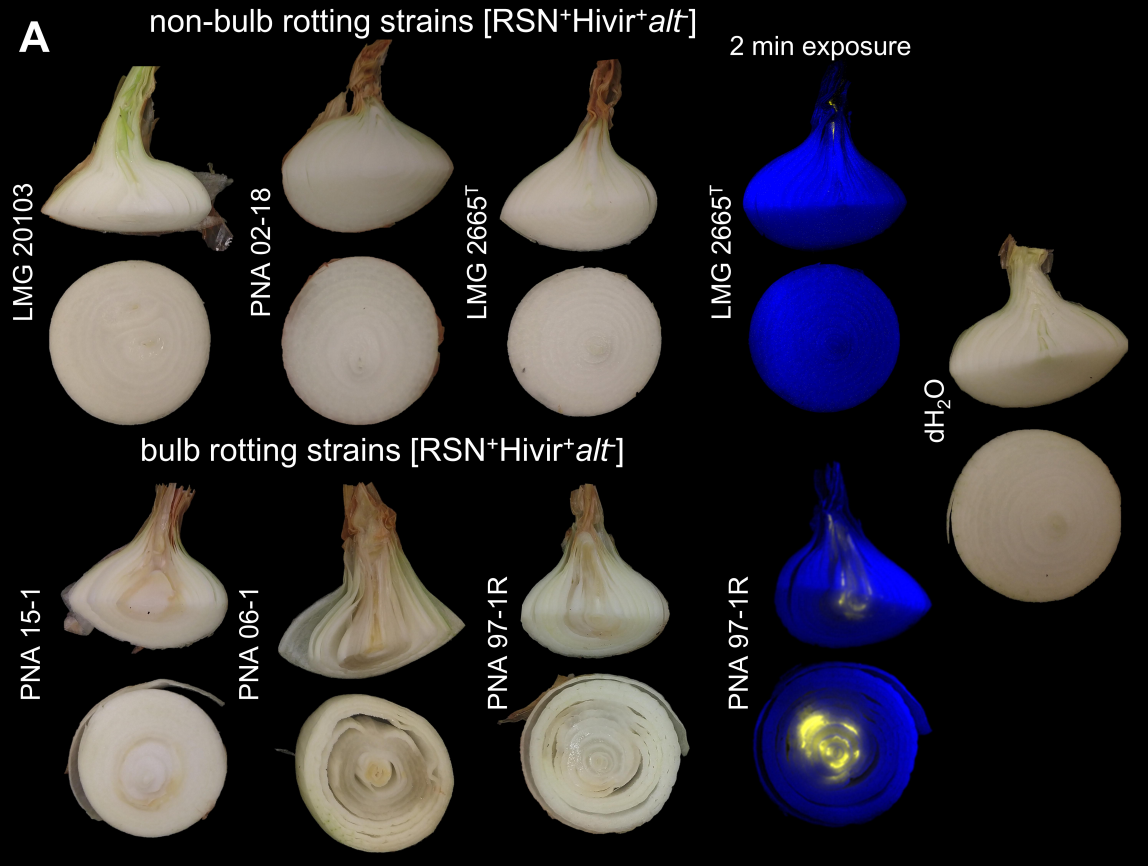 A
non-bulb rotting strains [RSN⁺Hivir⁺alt⁻]
2 min exposure
LMG 20103
PNA 02-18
LMG 2665ᵀ
LMG 2665ᵀ
dH₂O
bulb rotting strains [RSN⁺Hivir⁺alt⁻]
PNA 15-1
PNA 06-1
PNA 97-1R
PNA 97-1R